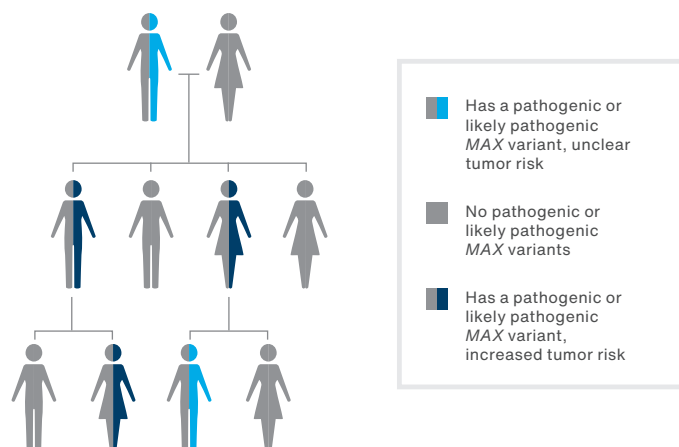 Has a pathogenic or
likely pathogenic
MAX variant, unclear
tumor risk
No pathogenic or
likely pathogenic
MAX variants
Has a pathogenic or
likely pathogenic
MAX variant,
increased tumor risk